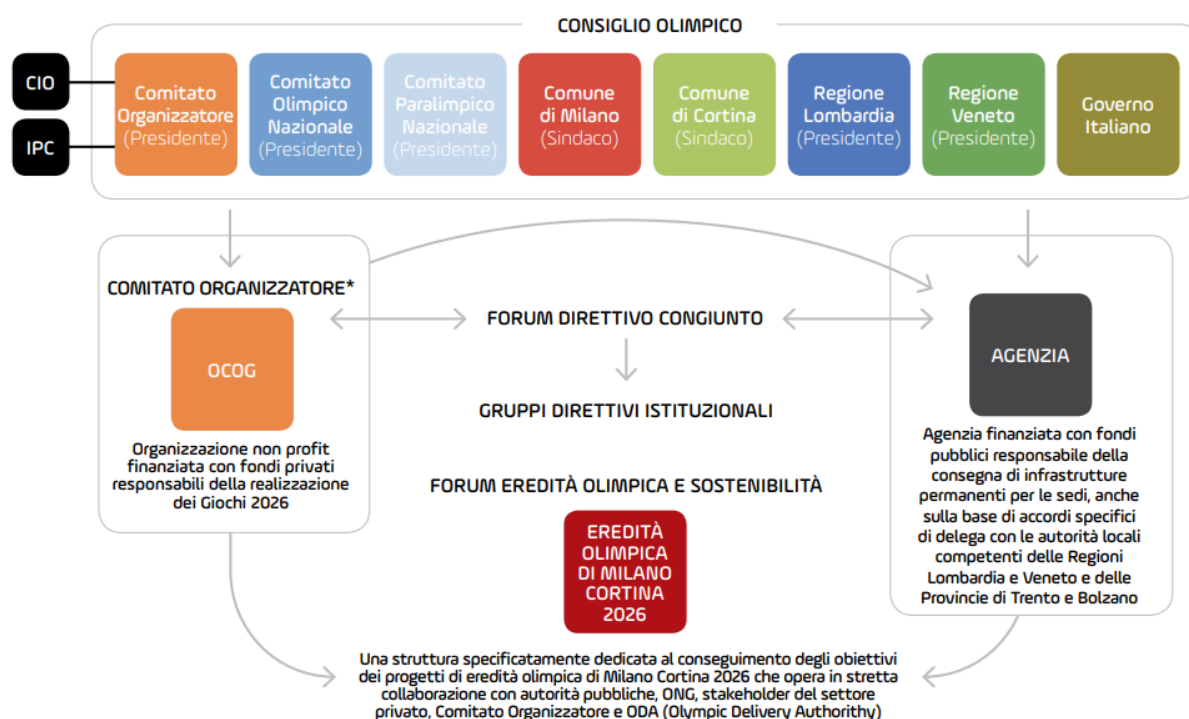 CONSIGLIO OLIMPICO
CIO
IPC
Comitato
Organizzatore
(Presidente)
Comitato
Olimpico
Nazionale
(Presidente)
Comitato
Paralimpico
Nazionale
(Presidente)
Comune
di Milano
(Sindaco)
Comune
di Cortina
(Sindaco)
Regione
Lombardia
(Presidente)
Regione
Veneto
(Presidente)
Governo
Italiano
COMITATO ORGANIZZATORE*
OCOG
Organizzazione non profit
finanziata con fondi privati
responsabili della realizzazione
dei Giochi 2026
FORUM DIRETTIVO CONGIUNTO
GRUPPI DIRETTIVI ISTITUZIONALI
AGENZIA
Agenzia finanziata con fondi
pubblici responsabile della
consegna di infrastrutture
permanenti per le sedi, anche
sulla base di accordi specifici
di delega con le autorità locali
competenti delle Regioni
Lombardia e Veneto e delle
Provincie di Trento e Bolzano
FORUM EREDITÀ OLIMPICA E SOSTENIBILITÀ
EREDITÀ
OLIMPICA
DI MILANO
CORTINA
2026
Una struttura specificatamente dedicata al conseguimento degli obiettivi
dei progetti di eredità olimpica di Milano Cortina 2026 che opera in stretta
collaborazione con autorità pubbliche, ONG, stakeholder del settore
privato, Comitato Organizzatore e ODA (Olympic Delivery Authorithy)